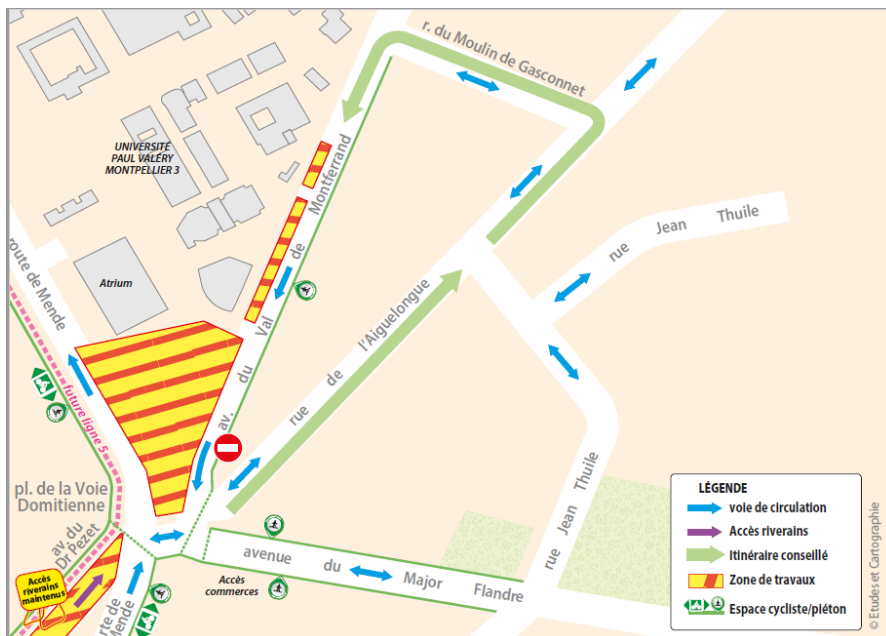 r. du Moulin de Gasconnet
UNIVERSITÉ
PAUL VALÉRY
MONTPELLIER 3
av. du Val de Montferrand
rue Jean Thuile
route de Mende
Atrium
rue de l'Aiguelongue
future ligne 5
pl. de la Voie
Domitienne
av. du
Dr Pezet
rue Jean Thuile
avenue du Major Flandre
Accès
commerces
Accès
riverains
maintenus
rte de
Mende
LÉGENDE
voie de circulation
Accès riverains
Itinéraire conseillé
Zone de travaux
Espace cycliste/piéton
© Etudes et Cartographie